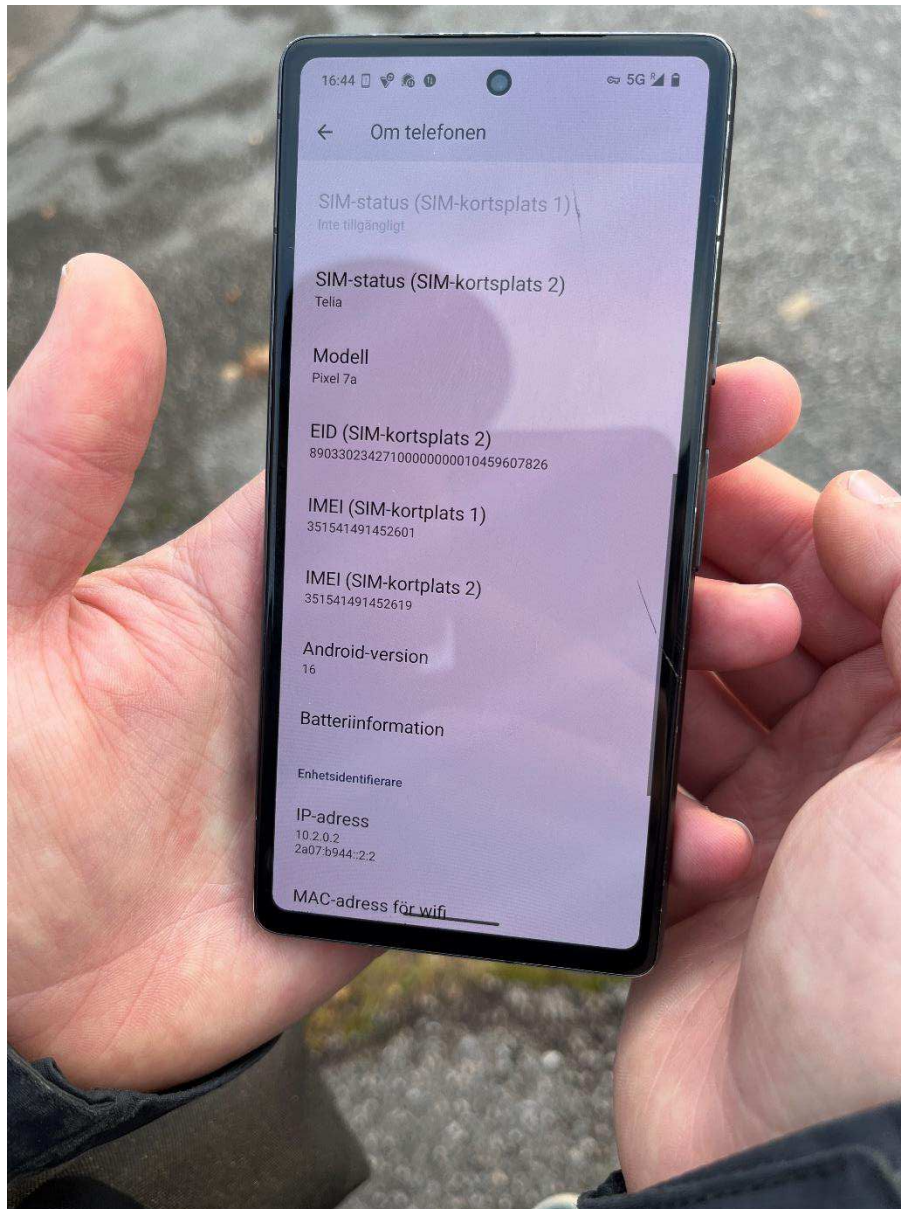 16:44
5G R
Om telefonen
SIM-status (SIM-kortsplats 1)
Inte tillgängligt
SIM-status (SIM-kortsplats 2)
Telia
Modell
Pixel 7a
EID (SIM-kortsplats 2)
89033023427100000000010459607826
IMEI (SIM-kortplats 1)
351541491452601
IMEI (SIM-kortplats 2)
351541491452619
Android-version
16
Batteriinformation
Enhetsidentifierare
IP-adress
10.2.0.2
2a07:b944::2:2
MAC-adress för wifi